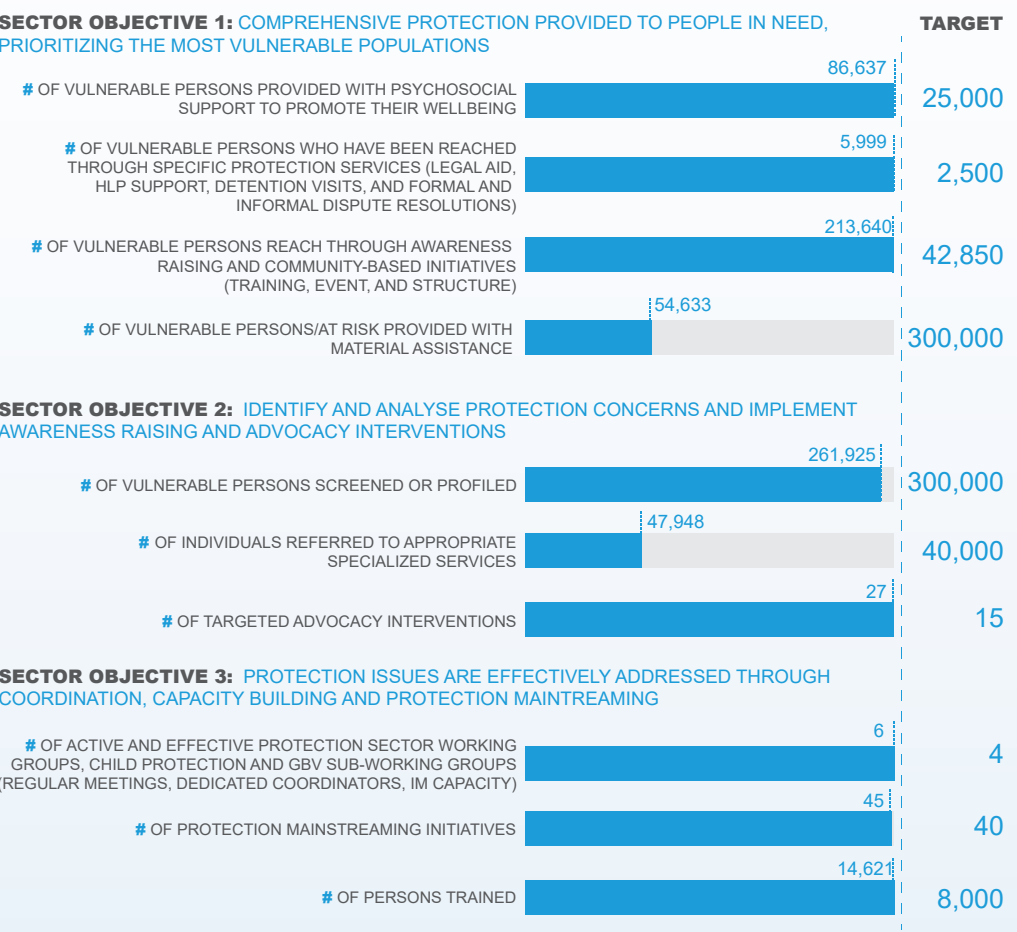 SECTOR OBJECTIVE 1: COMPREHENSIVE PROTECTION PROVIDED TO PEOPLE IN NEED,
PRIORITIZING THE MOST VULNERABLE POPULATIONS
TARGET
# OF VULNERABLE PERSONS PROVIDED WITH PSYCHOSOCIAL
SUPPORT TO PROMOTE THEIR WELLBEING
86,637
25,000
# OF VULNERABLE PERSONS WHO HAVE BEEN REACHED
THROUGH SPECIFIC PROTECTION SERVICES (LEGAL AID,
HLP SUPPORT, DETENTION VISITS, AND FORMAL AND
INFORMAL DISPUTE RESOLUTIONS)
5,999
2,500
# OF VULNERABLE PERSONS REACH THROUGH AWARENESS
RAISING AND COMMUNITY-BASED INITIATIVES
(TRAINING, EVENT, AND STRUCTURE)
213,640
42,850
# OF VULNERABLE PERSONS/AT RISK PROVIDED WITH
MATERIAL ASSISTANCE
54,633
300,000
SECTOR OBJECTIVE 2: IDENTIFY AND ANALYSE PROTECTION CONCERNS AND IMPLEMENT
AWARENESS RAISING AND ADVOCACY INTERVENTIONS
# OF VULNERABLE PERSONS SCREENED OR PROFILED
261,925
300,000
# OF INDIVIDUALS REFERRED TO APPROPRIATE
SPECIALIZED SERVICES
47,948
40,000
# OF TARGETED ADVOCACY INTERVENTIONS
27
15
SECTOR OBJECTIVE 3: PROTECTION ISSUES ARE EFFECTIVELY ADDRESSED THROUGH
COORDINATION, CAPACITY BUILDING AND PROTECTION MAINTREAMING
# OF ACTIVE AND EFFECTIVE PROTECTION SECTOR WORKING
GROUPS, CHILD PROTECTION AND GBV SUB-WORKING GROUPS
(REGULAR MEETINGS, DEDICATED COORDINATORS, IM CAPACITY)
6
4
# OF PROTECTION MAINSTREAMING INITIATIVES
45
40
# OF PERSONS TRAINED
14,621
8,000